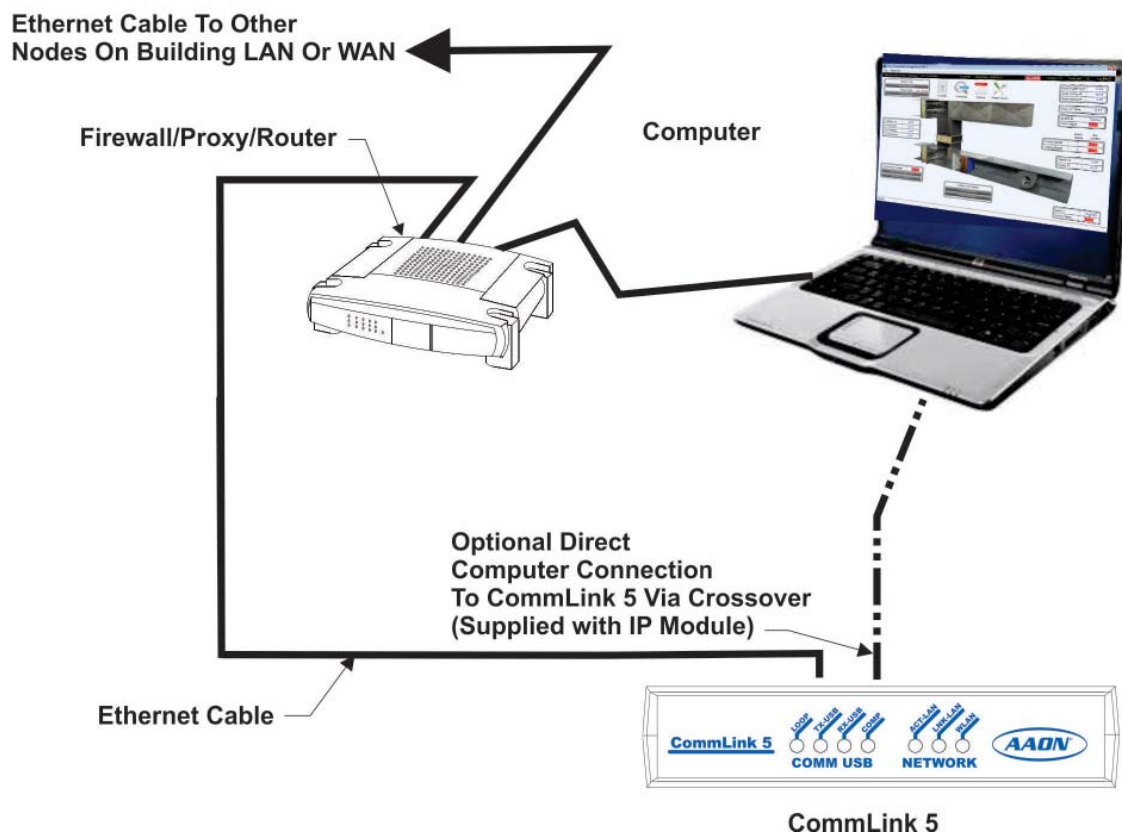 Ethernet Cable To Other
Nodes On Building LAN Or WAN
Firewall/Proxy/Router
Computer
Optional Direct
Computer Connection
To CommLink 5 Via Crossover
(Supplied with IP Module)
Ethernet Cable
CommLink 5
LOOP
TX-USB
RX-USB
COMP
COMM USB
ACT-LAN
LNK-LAN
WLAN
NETWORK
AAON
CommLink 5